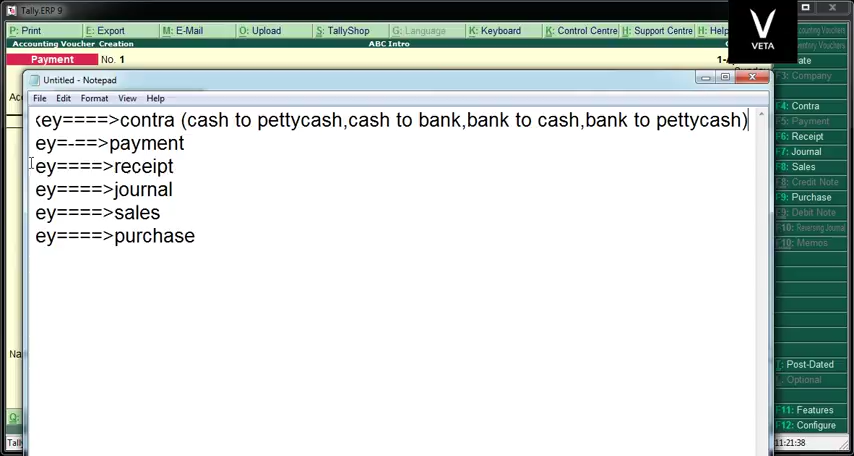 Tally.ERP 9
P: Print E: Export M: E-Mail O: Upload S: TallyShop G: Language K: Keyboard K: Control Centre H: Support Centre H: Help
Accounting Voucher Creation ABC Intro
Payment No. 1
VETA
Untitled - Notepad
File Edit Format View Help
key====>contra (cash to pettycash,cash to bank,bank to cash,bank to pettycash)
ey=-==>payment
ey====>receipt
ey====>journal
ey====>sales
ey====>purchase
F3: Company
F4: Contra
F5: Payment
F6: Receipt
F7: Journal
F8: Sales
F8: Credit Note
F9: Purchase
F9: Debit Note
F10: Reversing Journal
F10: Memos
T: Post-Dated
L: Optional
F11: Features
F12: Configure
11:21:38